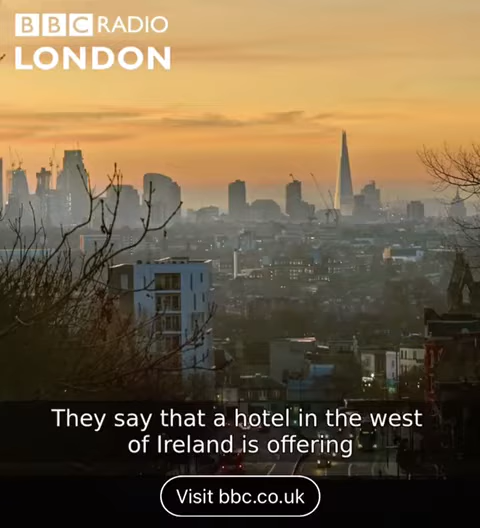 BBC RADIO
LONDON
They say that a hotel in the west
of Ireland is offering
Visit bbc.co.uk